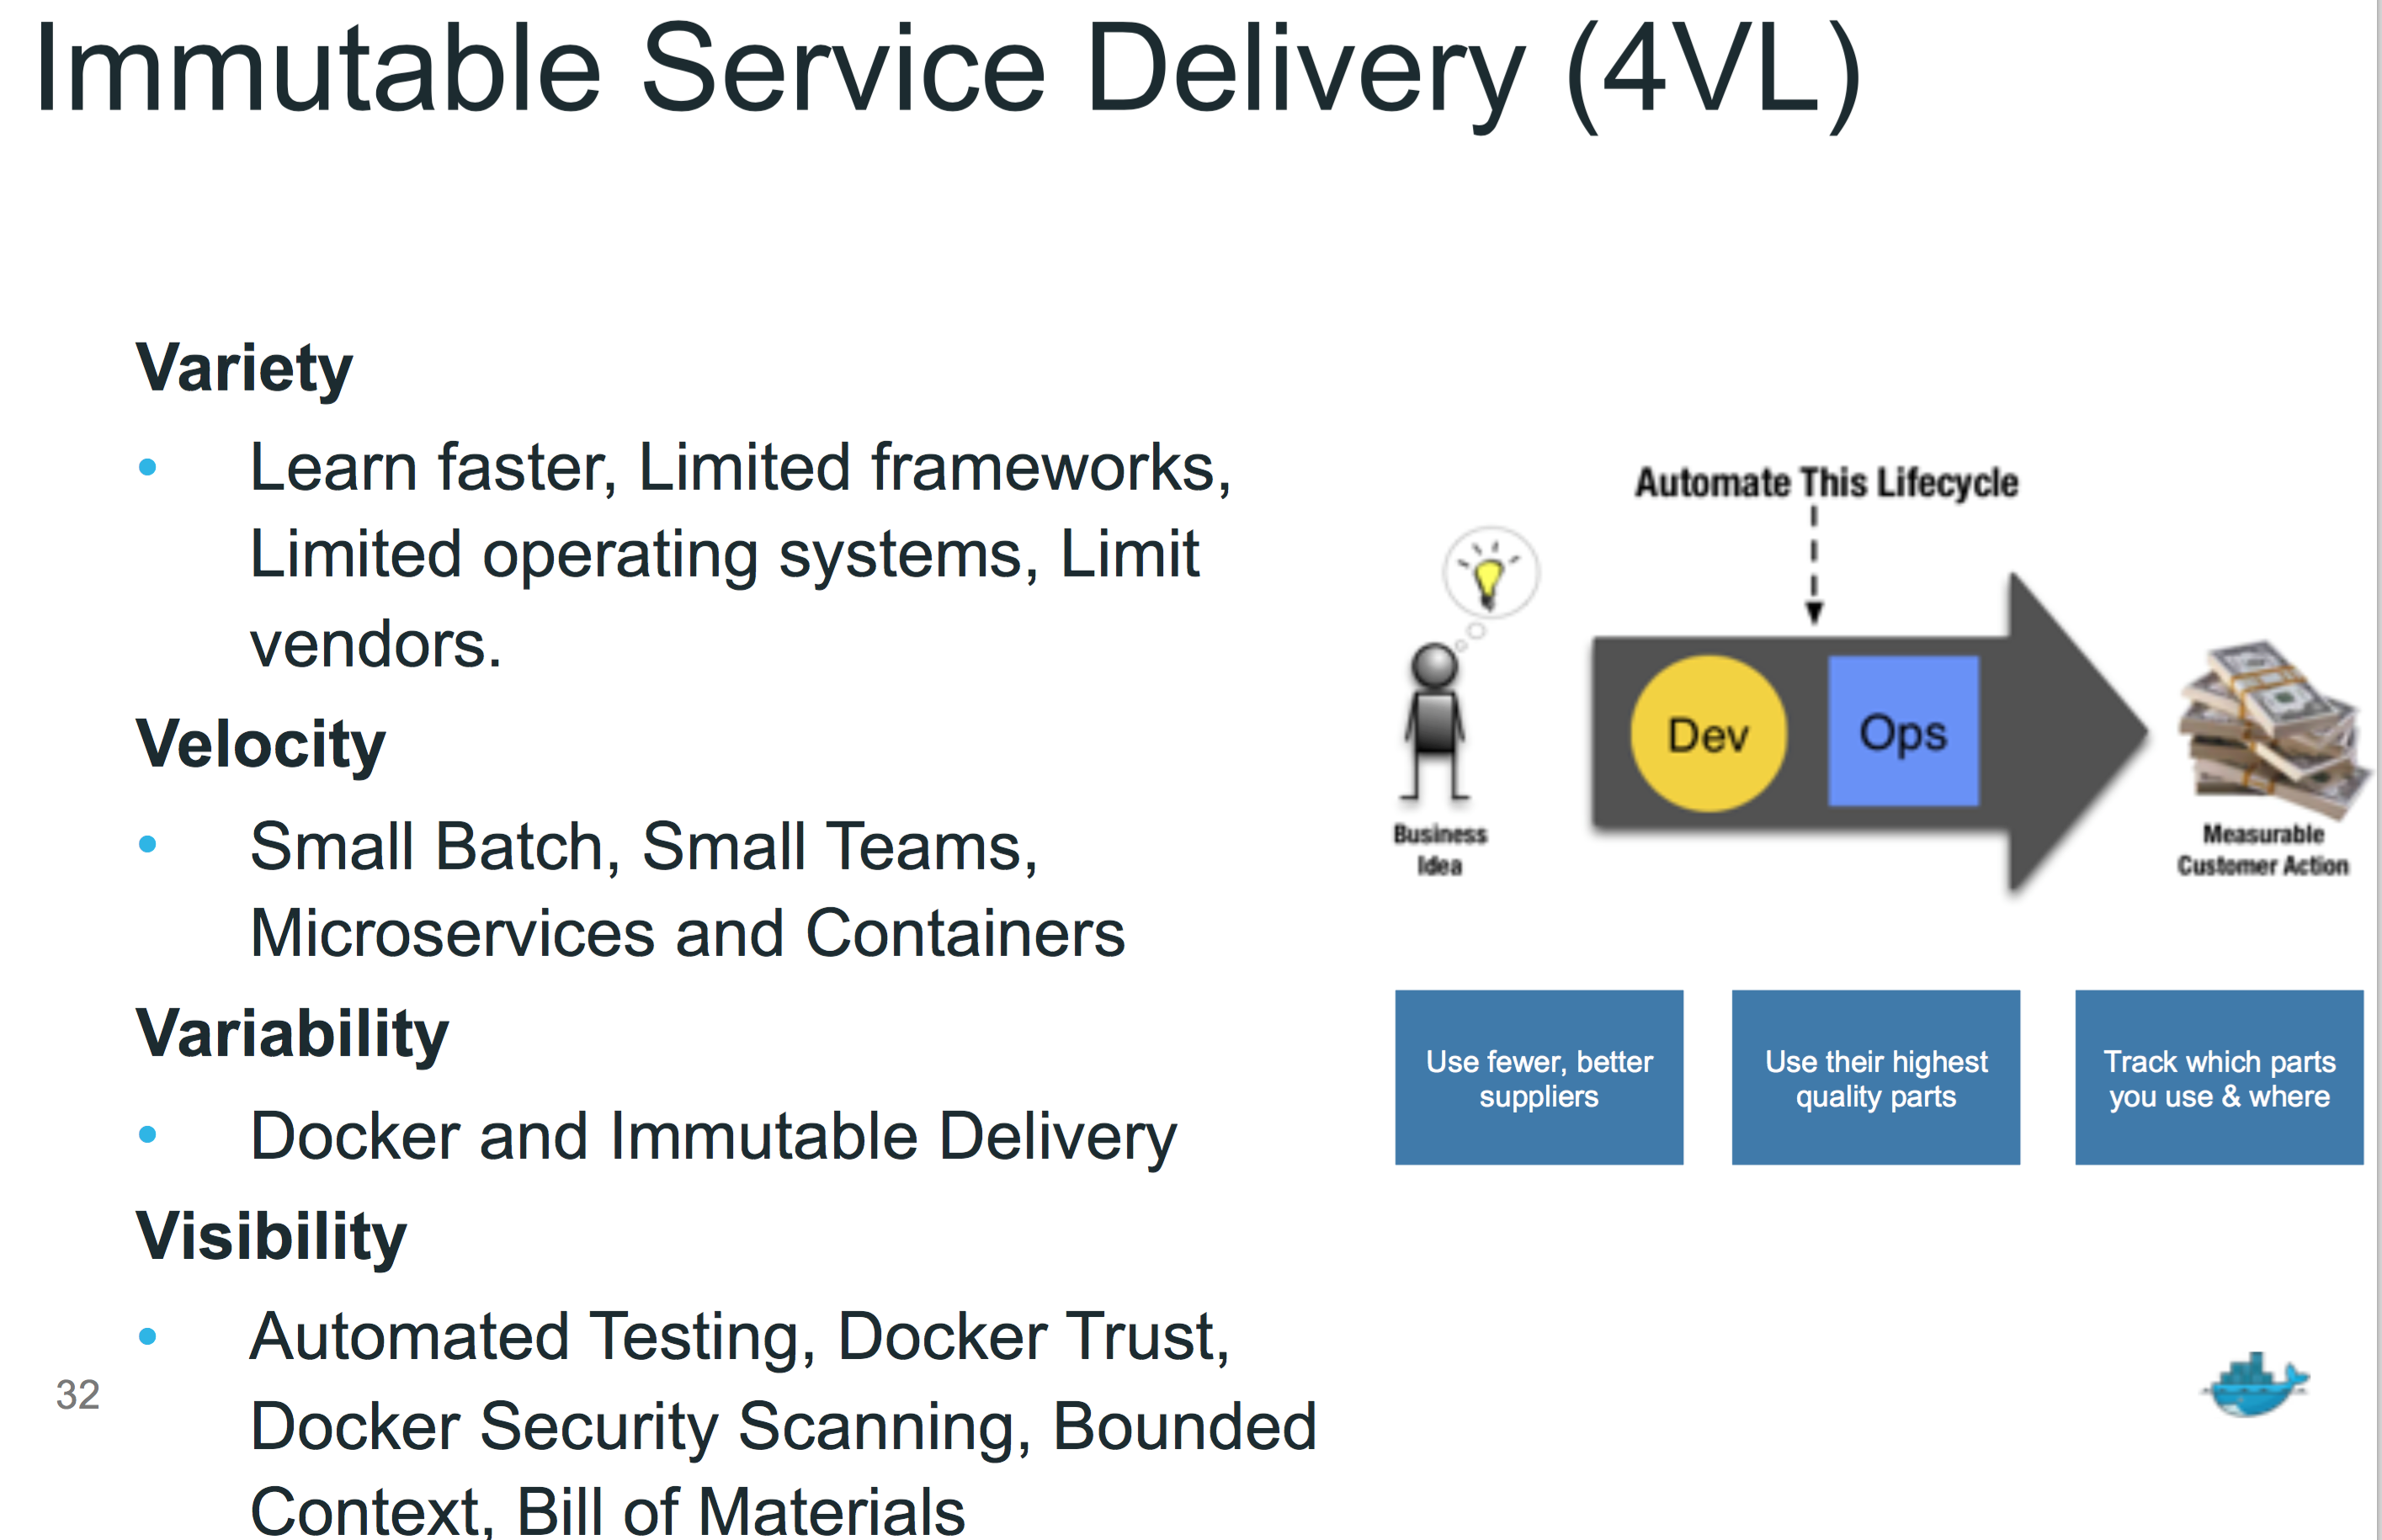 Immutable Service Delivery (4VL)
Variety
• Learn faster, Limited frameworks,
Limited operating systems, Limit
vendors.
Velocity
• Small Batch, Small Teams,
Microservices and Containers
Variability
• Docker and Immutable Delivery
Visibility
• Automated Testing, Docker Trust,
Docker Security Scanning, Bounded
Context, Bill of Materials
32
Automate This Lifecycle
Dev
Ops
Business
Idea
Measurable
Customer Action
Use fewer, better
suppliers
Use their highest
quality parts
Track which parts
you use & where